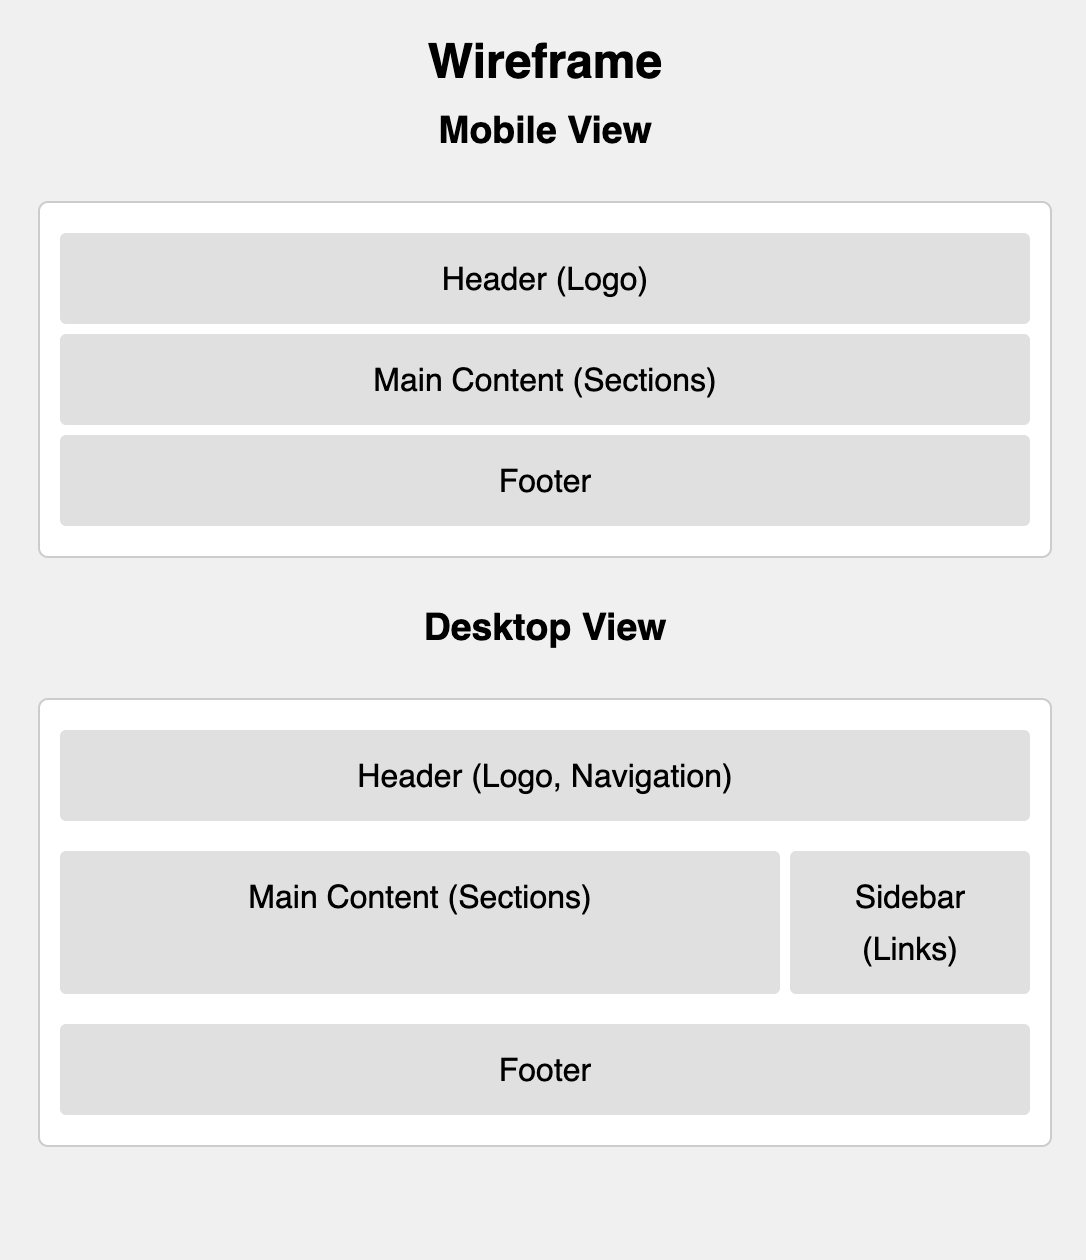 Wireframe
Mobile View
Header (Logo)
Main Content (Sections)
Footer
Desktop View
Header (Logo, Navigation)
Main Content (Sections)
Sidebar
(Links)
Footer